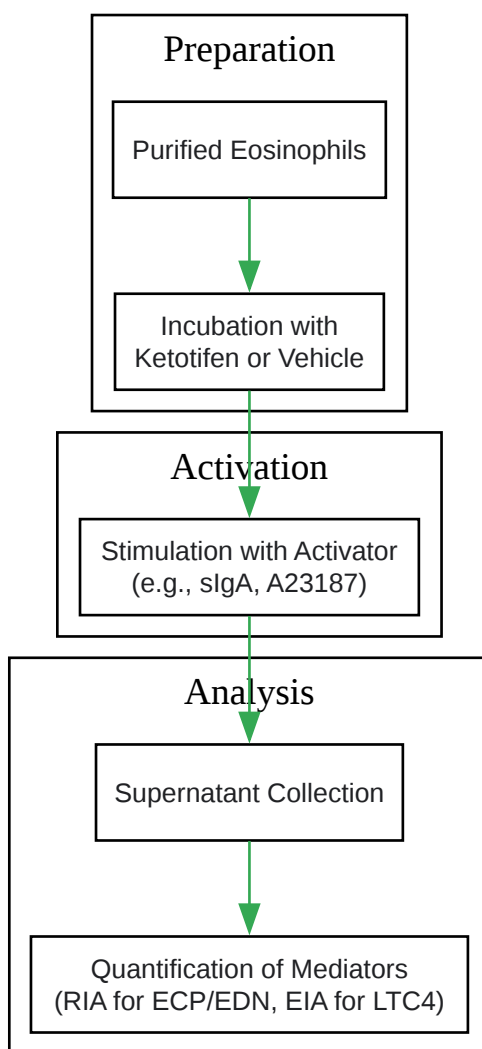 Preparation
Purified Eosinophils
Incubation with
Ketotifen or Vehicle
Activation
Stimulation with Activator
(e.g., sIgA, A23187)
Analysis
Supernatant Collection
Quantification of Mediators
(RIA for ECP/EDN, EIA for LTC4)